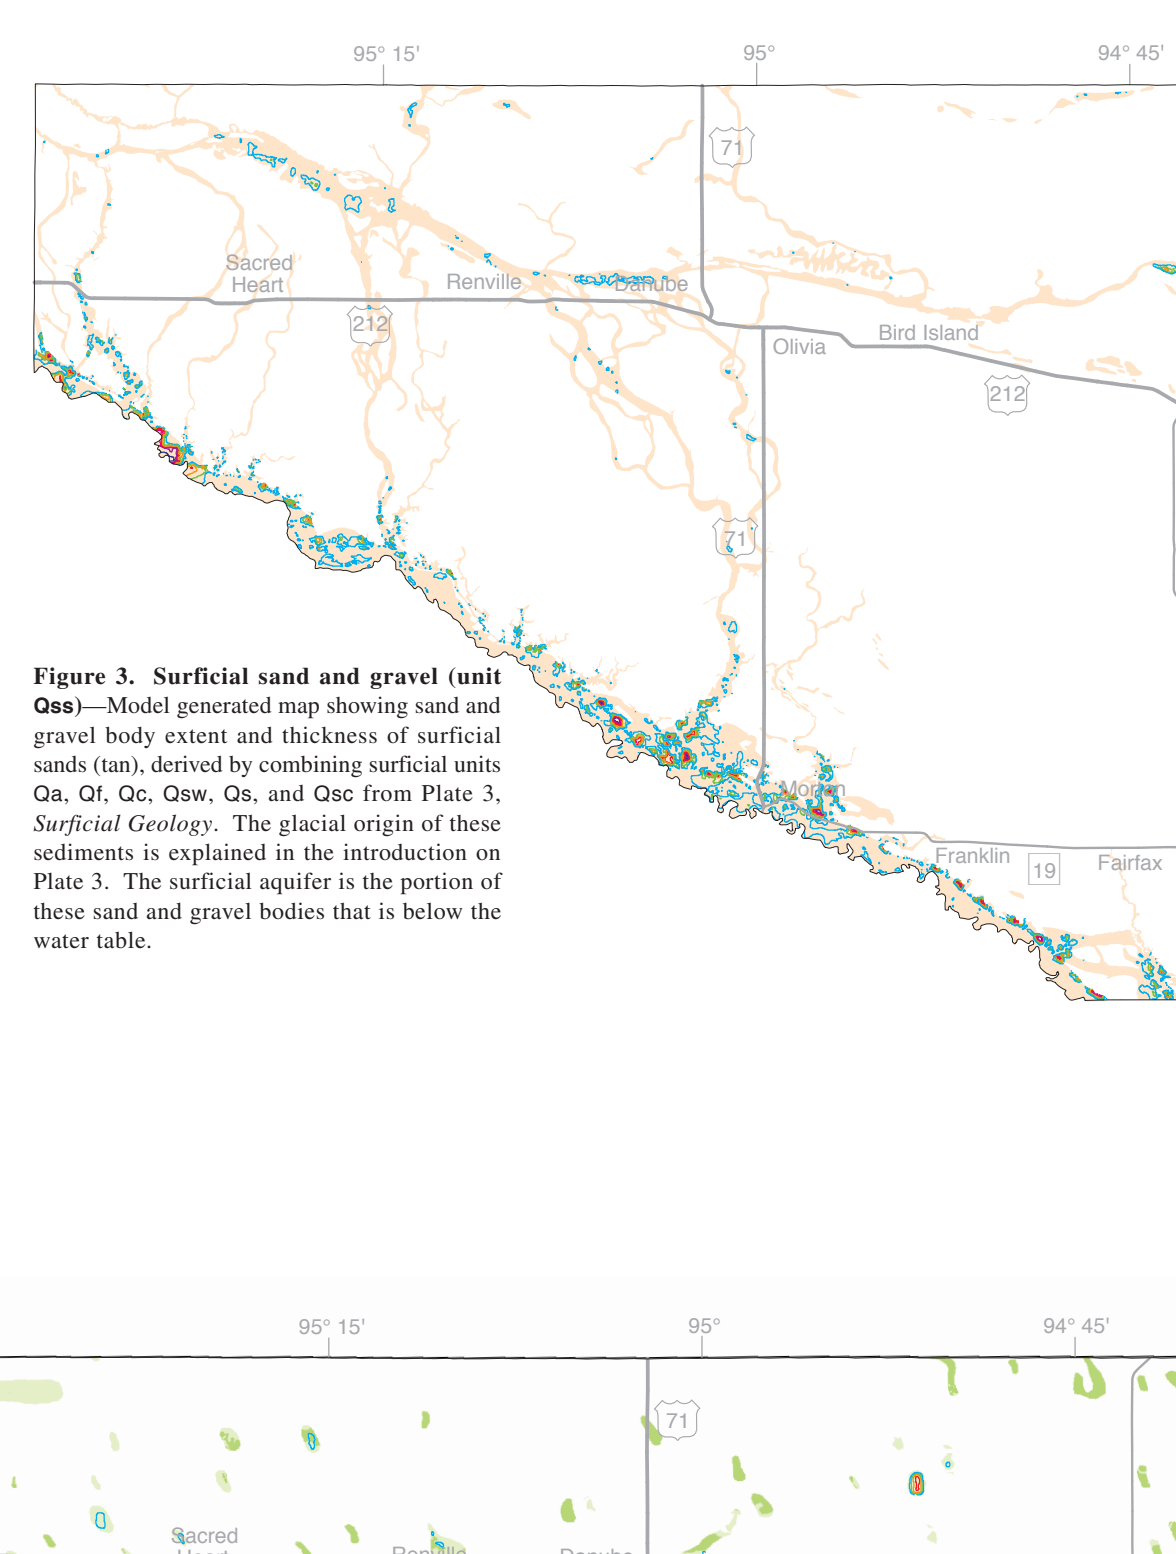 95° 15'
95°
94° 45'
71
Sacred
Heart
Renville
Danube
212
Olivia
Bird Island
212
71
Figure 3. Surficial sand and gravel (unit
Qss)—Model generated map showing sand and
gravel body extent and thickness of surficial
sands (tan), derived by combining surficial units
Qa, Qf, Qc, Qsw, Qs, and Qsc from Plate 3,
Surficial Geology. The glacial origin of these
sediments is explained in the introduction on
Plate 3. The surficial aquifer is the portion of
these sand and gravel bodies that is below the
water table.
Morton
Franklin
19
Fairfax
95° 15'
95°
94° 45'
71
Sacred
Heart
Renville
Danube